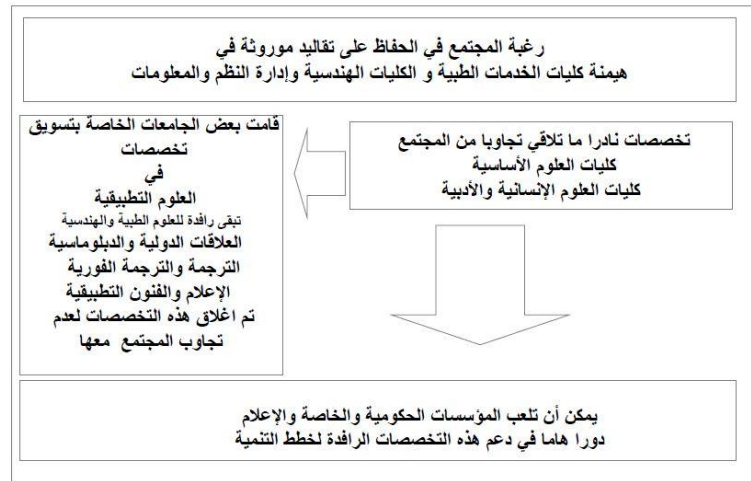 رغبة المجتمع في الحفاظ على تقاليد موروثة في
هيمنة كليات الخدمات الطبية و الكليات الهندسية وإدارة النظم والمعلومات
تخصصات نادرا ما تلاقي تجاوبا من المجتمع
كليات العلوم الأساسية
كليات العلوم الإنسانية والأدبية
قامت بعض الجامعات الخاصة بتسويق
تخصصات
في
العلوم التطبيقية
تبقى رافدة للعلوم الطبية والهندسية
العلاقات الدولية والدبلوماسية
الترجمة والترجمة الفورية
الإعلام والفنون التطبيقية
تم اغلاق هذه التخصصات لعدم
تجاوب المجتمع معها
يمكن أن تلعب المؤسسات الحكومية والخاصة والإعلام
دورا هاما في دعم هذه التخصصات الرافدة لخطط التنمية